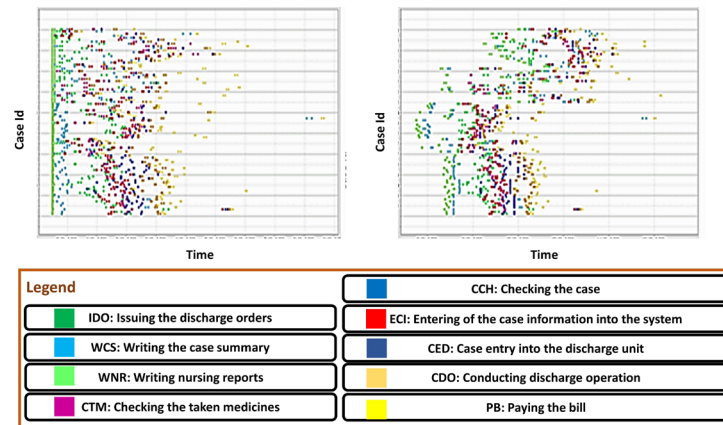 Case Id
Time
Case Id
Time
Legend
CCH: Checking the case
IDO: Issuing the discharge orders
ECI: Entering of the case information into the system
WCS: Writing the case summary
CED: Case entry into the discharge unit
WNR: Writing nursing reports
CDO: Conducting discharge operation
CTM: Checking the taken medicines
PB: Paying the bill